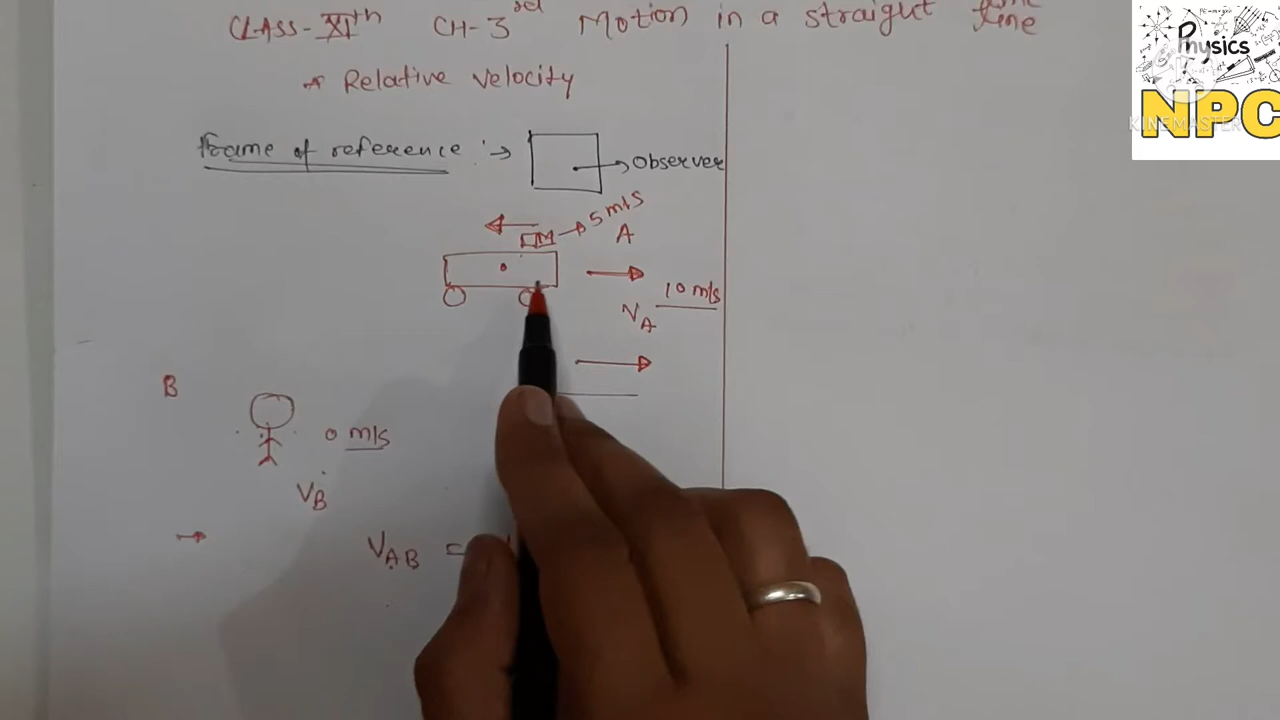 CLASS-XIth CH-3rd Motion in a straight line
* Relative velocity
Frame of reference :→ Observer
5 m/s
M
A
10 m/s
VA
B
0 m/s
VB
VAB =
Physics
NPC
KINEMASTER